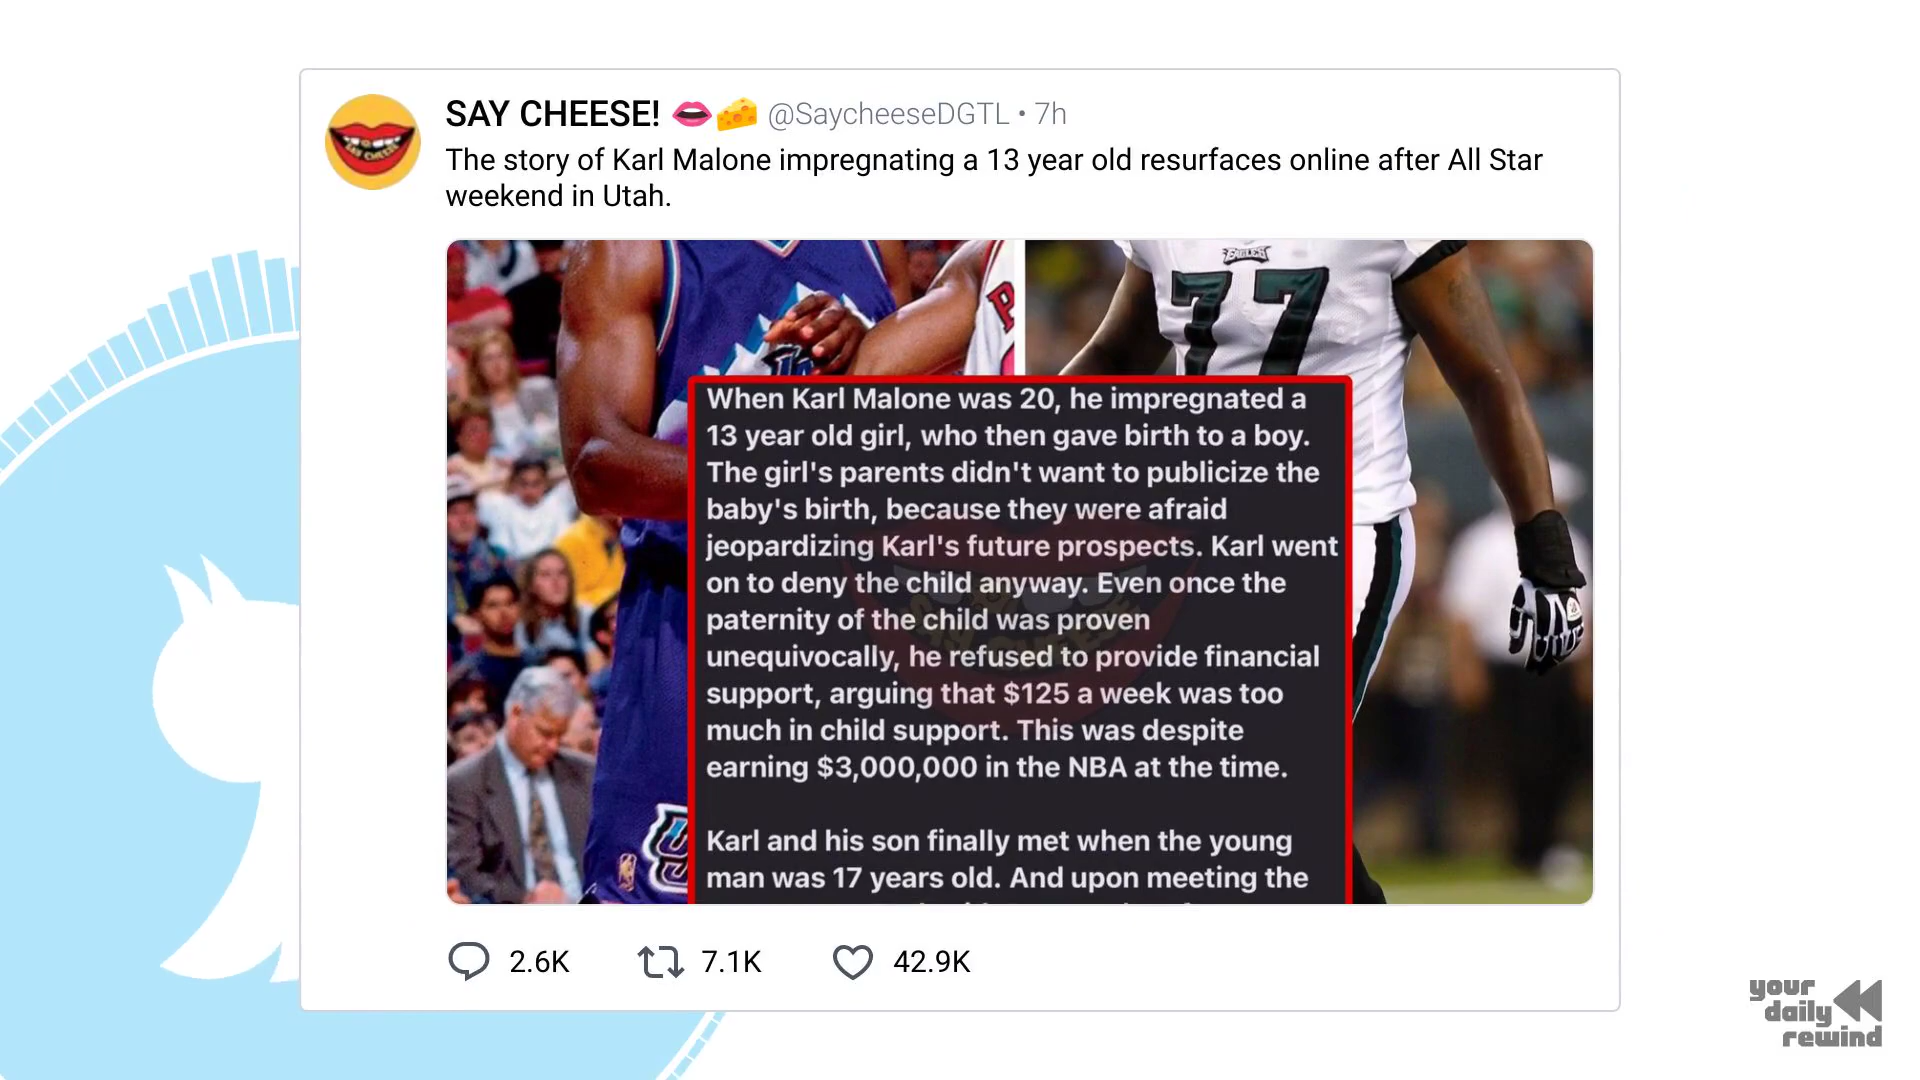 SAY CHEESE! 👄🧀 @SaycheeseDGTL • 7h
The story of Karl Malone impregnating a 13 year old resurfaces online after All Star
weekend in Utah.
SAY CHEESE
EAGLES
77
P
When Karl Malone was 20, he impregnated a
13 year old girl, who then gave birth to a boy.
The girl's parents didn't want to publicize the
baby's birth, because they were afraid
jeopardizing Karl's future prospects. Karl went
on to deny the child anyway. Even once the
paternity of the child was proven
unequivocally, he refused to provide financial
support, arguing that $125 a week was too
much in child support. This was despite
earning $3,000,000 in the NBA at the time.
Karl and his son finally met when the young
man was 17 years old. And upon meeting the
SAY CHEESE
2.6K 7.1K 42.9K
your
daily
rewind